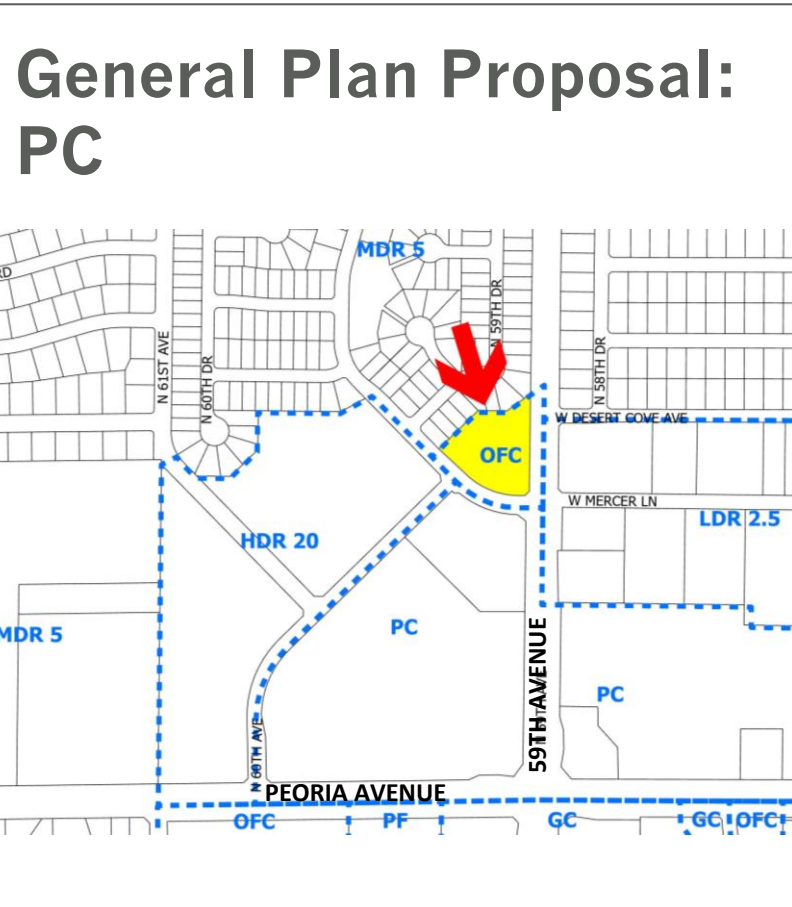 General Plan Proposal:
PC
MDR 5
RD
N 59TH DR
N 61ST AVE
N 60TH DR
N 58TH DR
W DESERT COVE AVE
OFC
W MERCER LN
LDR 2.5
HDR 20
PC
MDR 5
59TH AVENUE
PC
N 60TH AVE
PEORIA AVENUE
OFC
PF
GC
GC
OFC